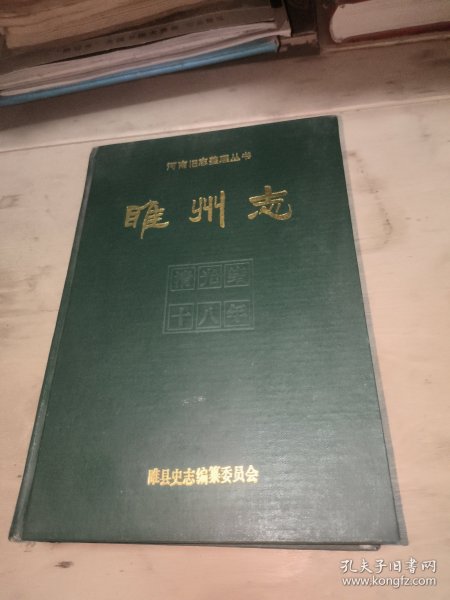 河南旧志整理丛书
睢州志
清光绪
十八年
睢县史志编纂委员会
孔夫子旧书网
www.kongfz.com